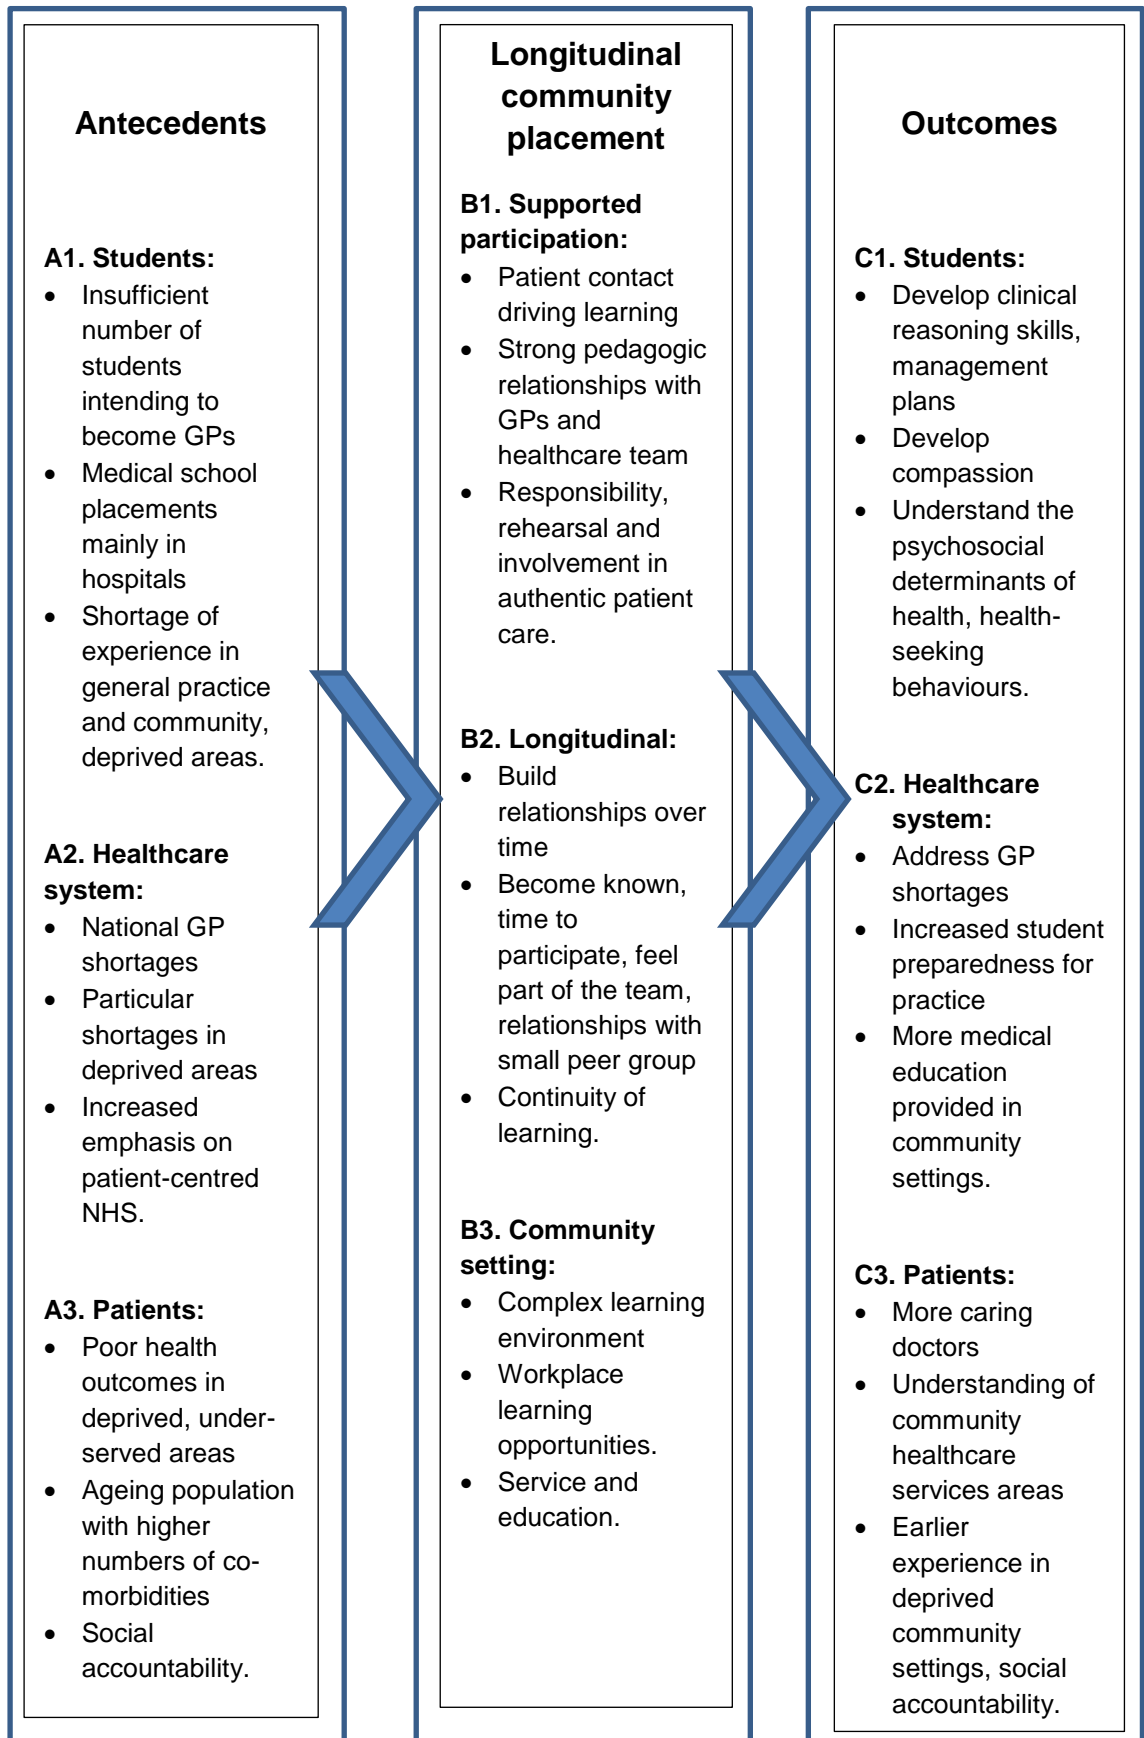 Antecedents
A1. Students:
• Insufficient
number of
students
intending to
become GPs
• Medical school
placements
mainly in
hospitals
• Shortage of
experience in
general practice
and community,
deprived areas.
A2. Healthcare
system:
• National GP
shortages
• Particular
shortages in
deprived areas
• Increased
emphasis on
patient-centred
NHS.
A3. Patients:
• Poor health
outcomes in
deprived, under-
served areas
• Ageing population
with higher
numbers of co-
morbidities
• Social
accountability.
Longitudinal
community
placement
B1. Supported
participation:
• Patient contact
driving learning
• Strong pedagogic
relationships with
GPs and
healthcare team
• Responsibility,
rehearsal and
involvement in
authentic patient
care.
B2. Longitudinal:
• Build
relationships over
time
• Become known,
time to
participate, feel
part of the team,
relationships with
small peer group
• Continuity of
learning.
B3. Community
setting:
• Complex learning
environment
• Workplace
learning
opportunities.
• Service and
education.
Outcomes
C1. Students:
• Develop clinical
reasoning skills,
management
plans
• Develop
compassion
• Understand the
psychosocial
determinants of
health, health-
seeking
behaviours.
C2. Healthcare
system:
• Address GP
shortages
• Increased student
preparedness for
practice
• More medical
education
provided in
community
settings.
C3. Patients:
• More caring
doctors
• Understanding of
community
healthcare
services areas
• Earlier
experience in
deprived
community
settings, social
accountability.